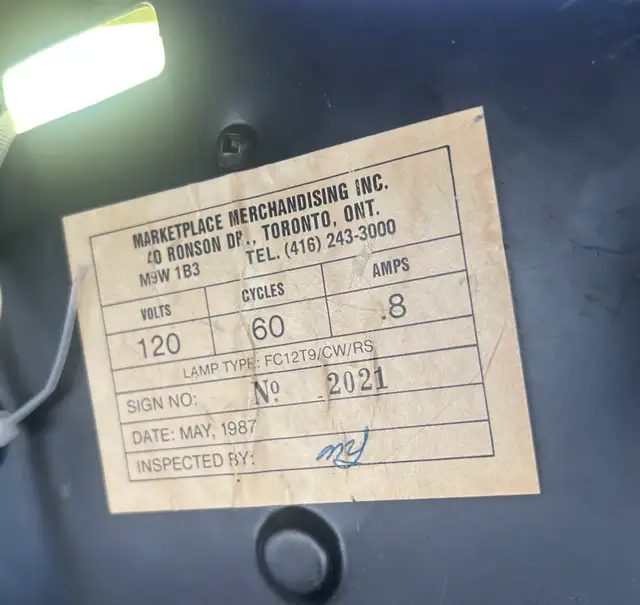 MARKETPLACE MERCHANDISING INC.
40 RONSON DR., TORONTO, ONT.
M9W 1B3 TEL. (416) 243-3000
VOLTS CYCLES AMPS
120 60 .8
LAMP TYPE: FC12T9/CW/RS
SIGN NO: Nº 2021
DATE: MAY, 1987
INSPECTED BY: